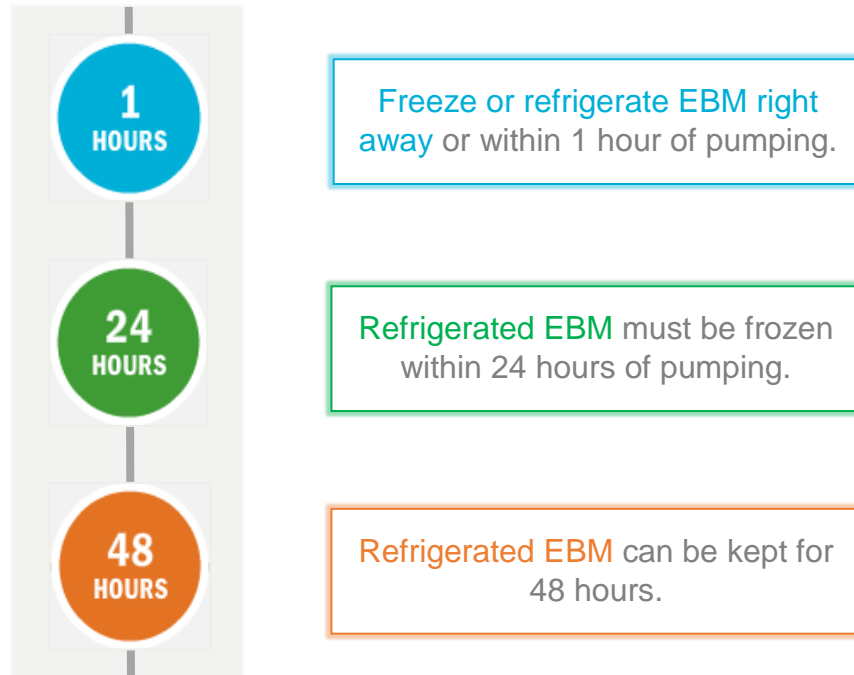 1
HOURS
Freeze or refrigerate EBM right
away or within 1 hour of pumping.
24
HOURS
Refrigerated EBM must be frozen
within 24 hours of pumping.
48
HOURS
Refrigerated EBM can be kept for
48 hours.